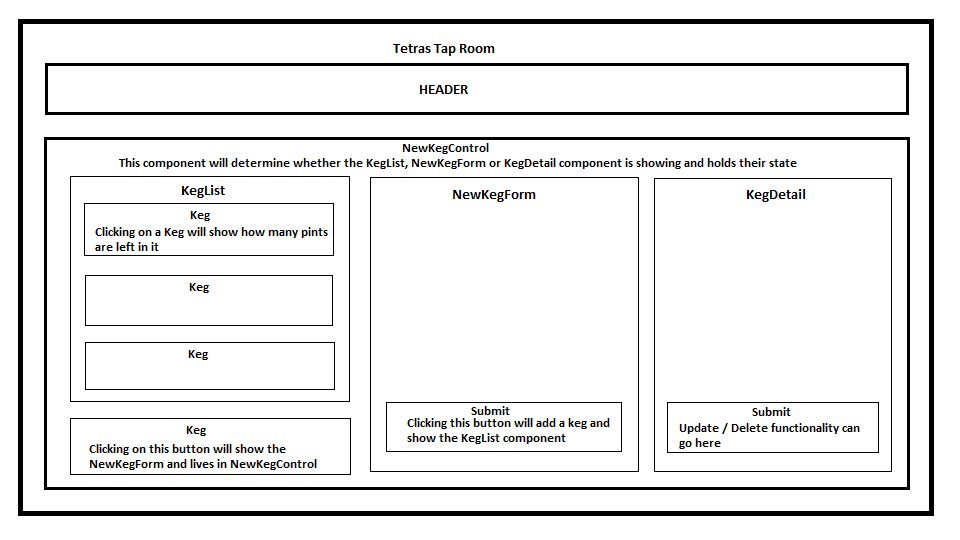 Tetras Tap Room
HEADER
NewKegControl
This component will determine whether the KegList, NewKegForm or KegDetail component is showing and holds their state
KegList
Keg
Clicking on a Keg will show how many pints
are left in it
Keg
Keg
Keg
Clicking on this button will show the
NewKegForm and lives in NewKegControl
NewKegForm
Submit
Clicking this button will add a keg and
show the KegList component
KegDetail
Submit
Update / Delete functionality can
go here